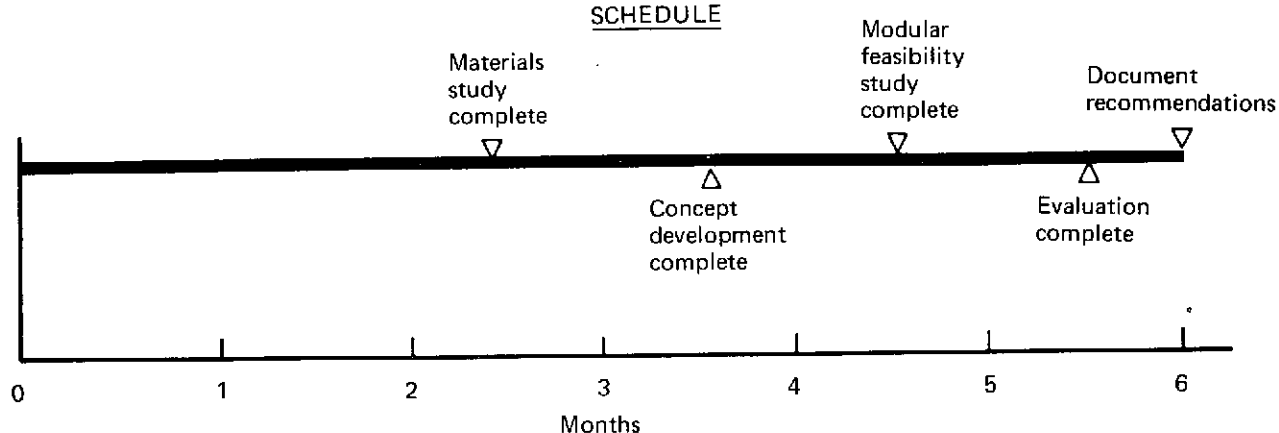 SCHEDULE
Materials
study
complete
Modular
feasibility
study
complete
Document
recommendations
Concept
development
complete
Evaluation
complete
0 1 2 3 4 5 6
Months